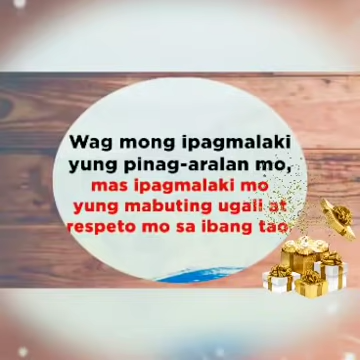 Wag mong ipagmalaki
yung pinag-aralan mo,
mas ipagmalaki mo
yung mabuting ugali at
respeto mo sa ibang tao